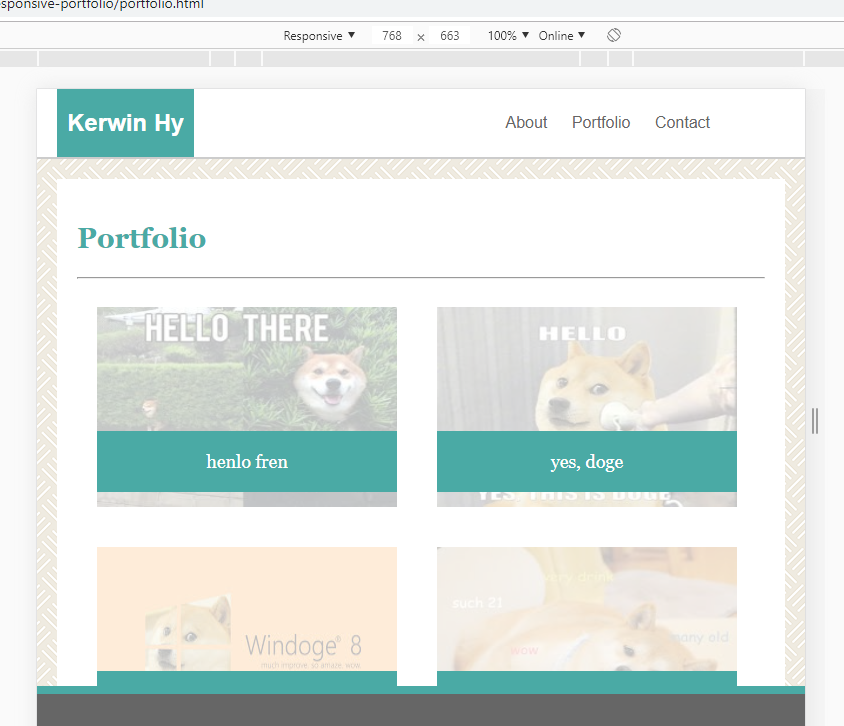 sponsive-portfolio/portfolio.html
Responsive ▼ 768 × 663 100% ▼ Online ▼
Kerwin Hy
About Portfolio Contact
Portfolio
HELLO THERE
HELLO
henlo fren
yes, doge
YES, THIS IS DOGE
very drink
such 21
many old
wow
Windoge® 8
much improve. so amaze. wow.